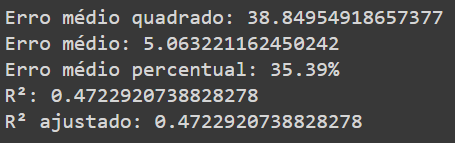 Erro médio quadrado: 38.84954918657377
Erro médio: 5.063221162450242
Erro médio percentual: 35.39%
R²: 0.4722920738828278
R² ajustado: 0.4722920738828278